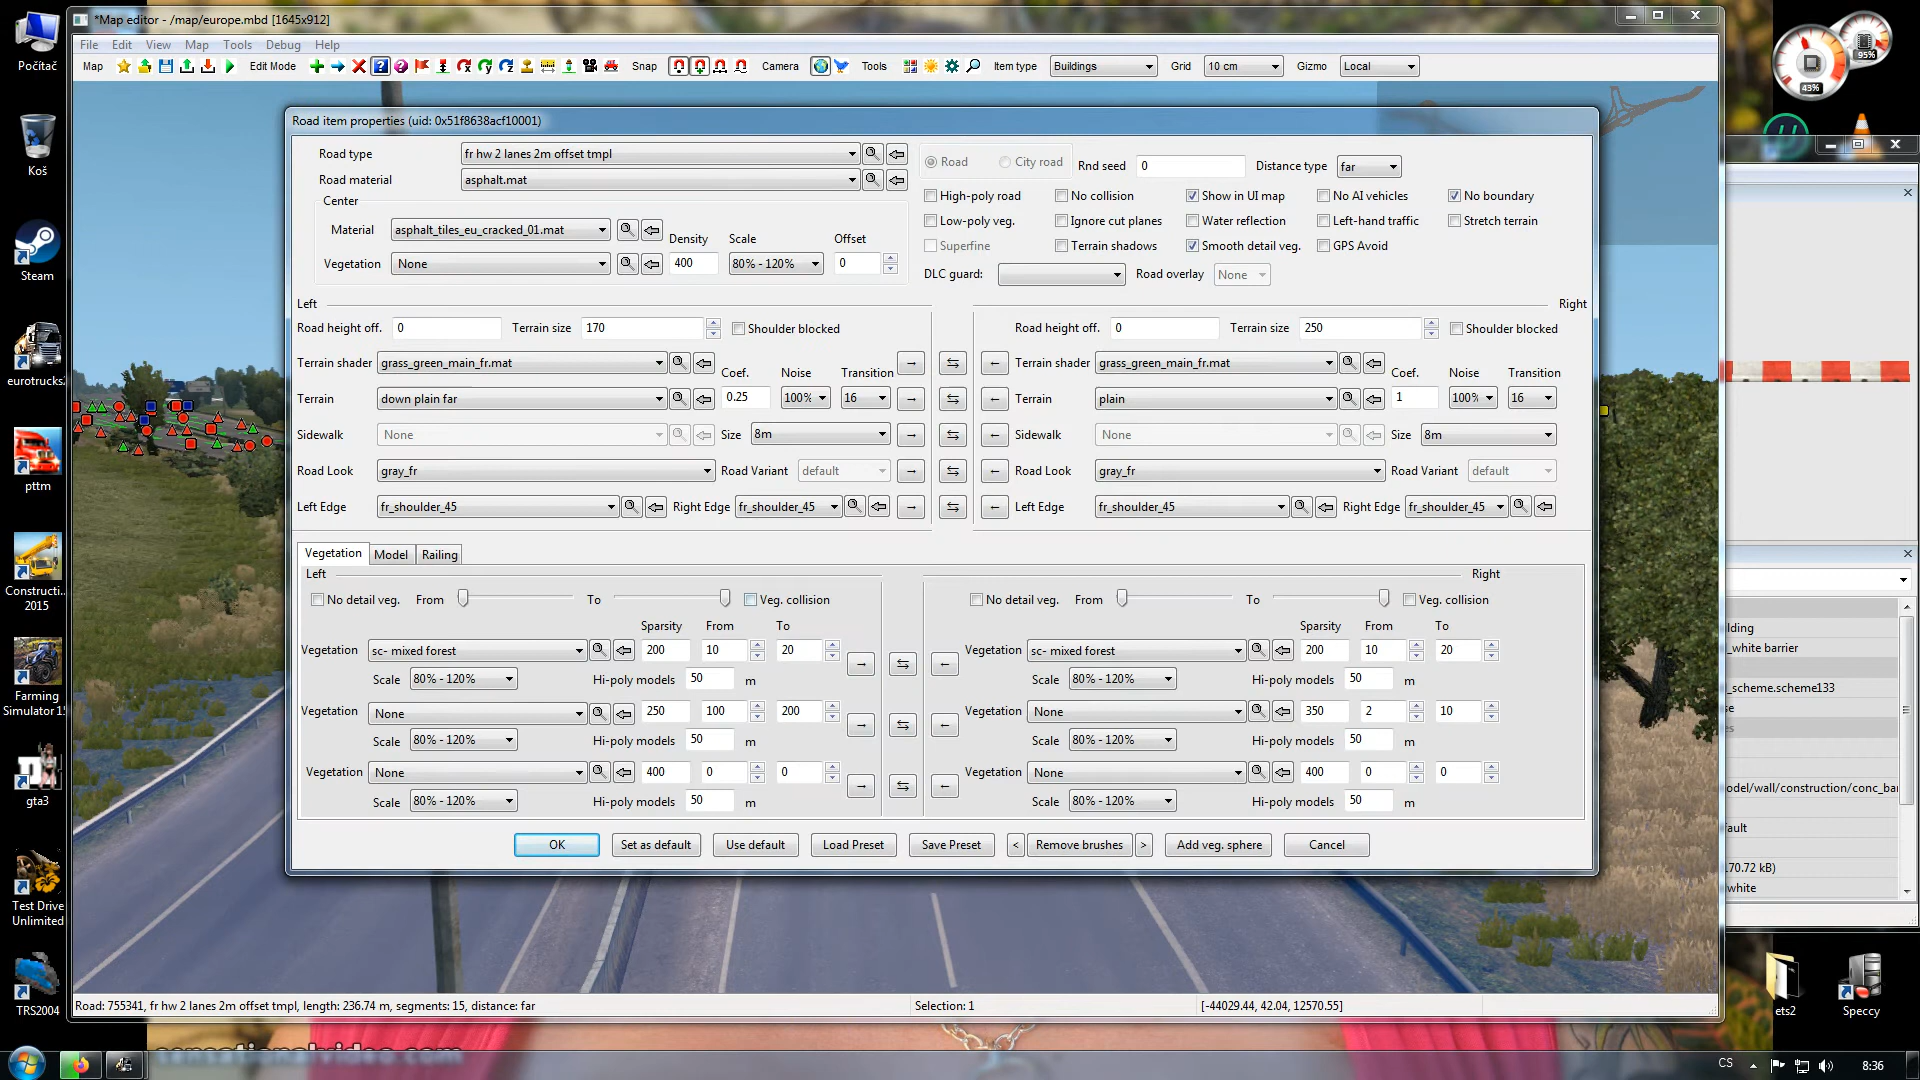 *Map editor - /map/europe.mbd [1645x912]
File Edit View Map Tools Debug Help
Map Edit Mode Snap Camera Tools Item type Buildings Grid 10 cm Gizmo Local
Road item properties (uid: 0x51f8638acf10001)
Road type fr hw 2 lanes 2m offset tmpl Road City road Rnd seed 0 Distance type far
Road material asphalt.mat
Center High-poly road No collision Show in UI map No AI vehicles No boundary
Material asphalt_tiles_eu_cracked_01.mat Density Scale Offset Low-poly veg. Ignore cut planes Water reflection Left-hand traffic Stretch terrain
Superfine Terrain shadows Smooth detail veg. GPS Avoid
Vegetation None 400 80% - 120% 0 DLC guard: Road overlay None
Left Right
Road height off. 0 Terrain size 170 Shoulder blocked Road height off. 0 Terrain size 250 Shoulder blocked
Terrain shader grass_green_main_fr.mat Terrain shader grass_green_main_fr.mat
Coef. Noise Transition Coef. Noise Transition
Terrain down plain far 0.25 100% 16 Terrain plain 1 100% 16
Sidewalk None Size 8m Sidewalk None Size 8m
Road Look gray_fr Road Variant default Road Look gray_fr Road Variant default
Left Edge fr_shoulder_45 Right Edge fr_shoulder_45 Left Edge fr_shoulder_45 Right Edge fr_shoulder_45
Vegetation Model Railing
Left Right
No detail veg. From To Veg. collision No detail veg. From To Veg. collision
Sparsity From To Sparsity From To
Vegetation sc- mixed forest 200 10 20 Vegetation sc- mixed forest 200 10 20
Scale 80% - 120% Hi-poly models 50 m Scale 80% - 120% Hi-poly models 50 m
Vegetation None 250 100 200 Vegetation None 350 2 10
Scale 80% - 120% Hi-poly models 50 m Scale 80% - 120% Hi-poly models 50 m
Vegetation None 400 0 0 Vegetation None 400 0 0
Scale 80% - 120% Hi-poly models 50 m Scale 80% - 120% Hi-poly models 50 m
OK Set as default Use default Load Preset Save Preset < Remove brushes > Add veg. sphere Cancel
Road: 755341, fr hw 2 lanes 2m offset tmpl, length: 236.74 m, segments: 15, distance: far Selection: 1 [-44029.44, 42.04, 12570.55]
Počítač
Koš
Steam
eurotrucks2
pttm
Constructi...
2015
Farming
Simulator 15
gta3
Test Drive
Unlimited
TRS2004
43%
95%
lding
_white barrier
l_scheme.scheme133
se
es
odel/wall/construction/conc_bar
fault
70.72 kB)
white
ets2
Speccy
CS
8:36